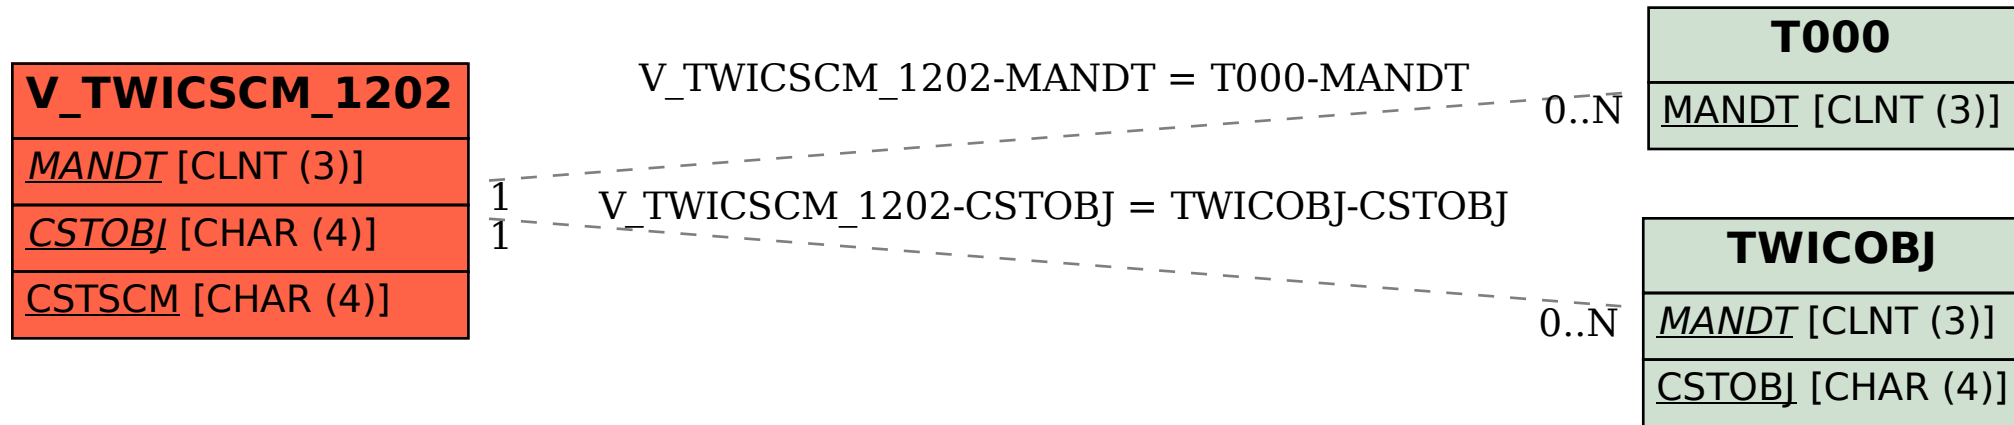 V_TWICSCM_1202
MANDT [CLNT (3)]
CSTOBJ [CHAR (4)]
CSTSCM [CHAR (4)]
V_TWICSCM_1202-MANDT = T000-MANDT
0..N
1
V_TWICSCM_1202-CSTOBJ = TWICOBJ-CSTOBJ
1
0..N
T000
MANDT [CLNT (3)]
TWICOBJ
MANDT [CLNT (3)]
CSTOBJ [CHAR (4)]